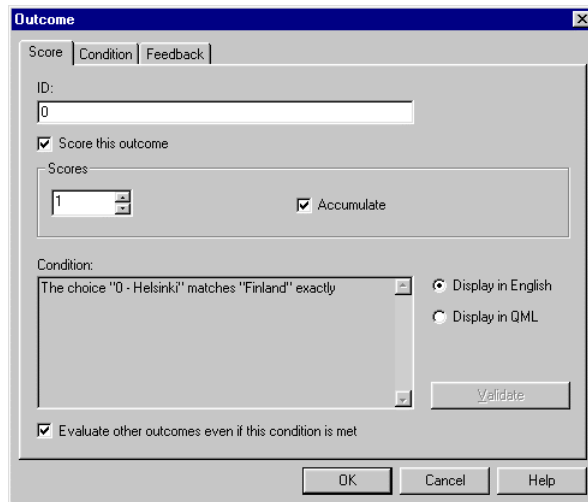 Outcome
Score Condition Feedback
ID:
0
Score this outcome
Scores
1
Accumulate
Condition:
The choice "0 - Helsinki" matches "Finland" exactly
Display in English
Display in QML
Validate
Evaluate other outcomes even if this condition is met
OK Cancel Help